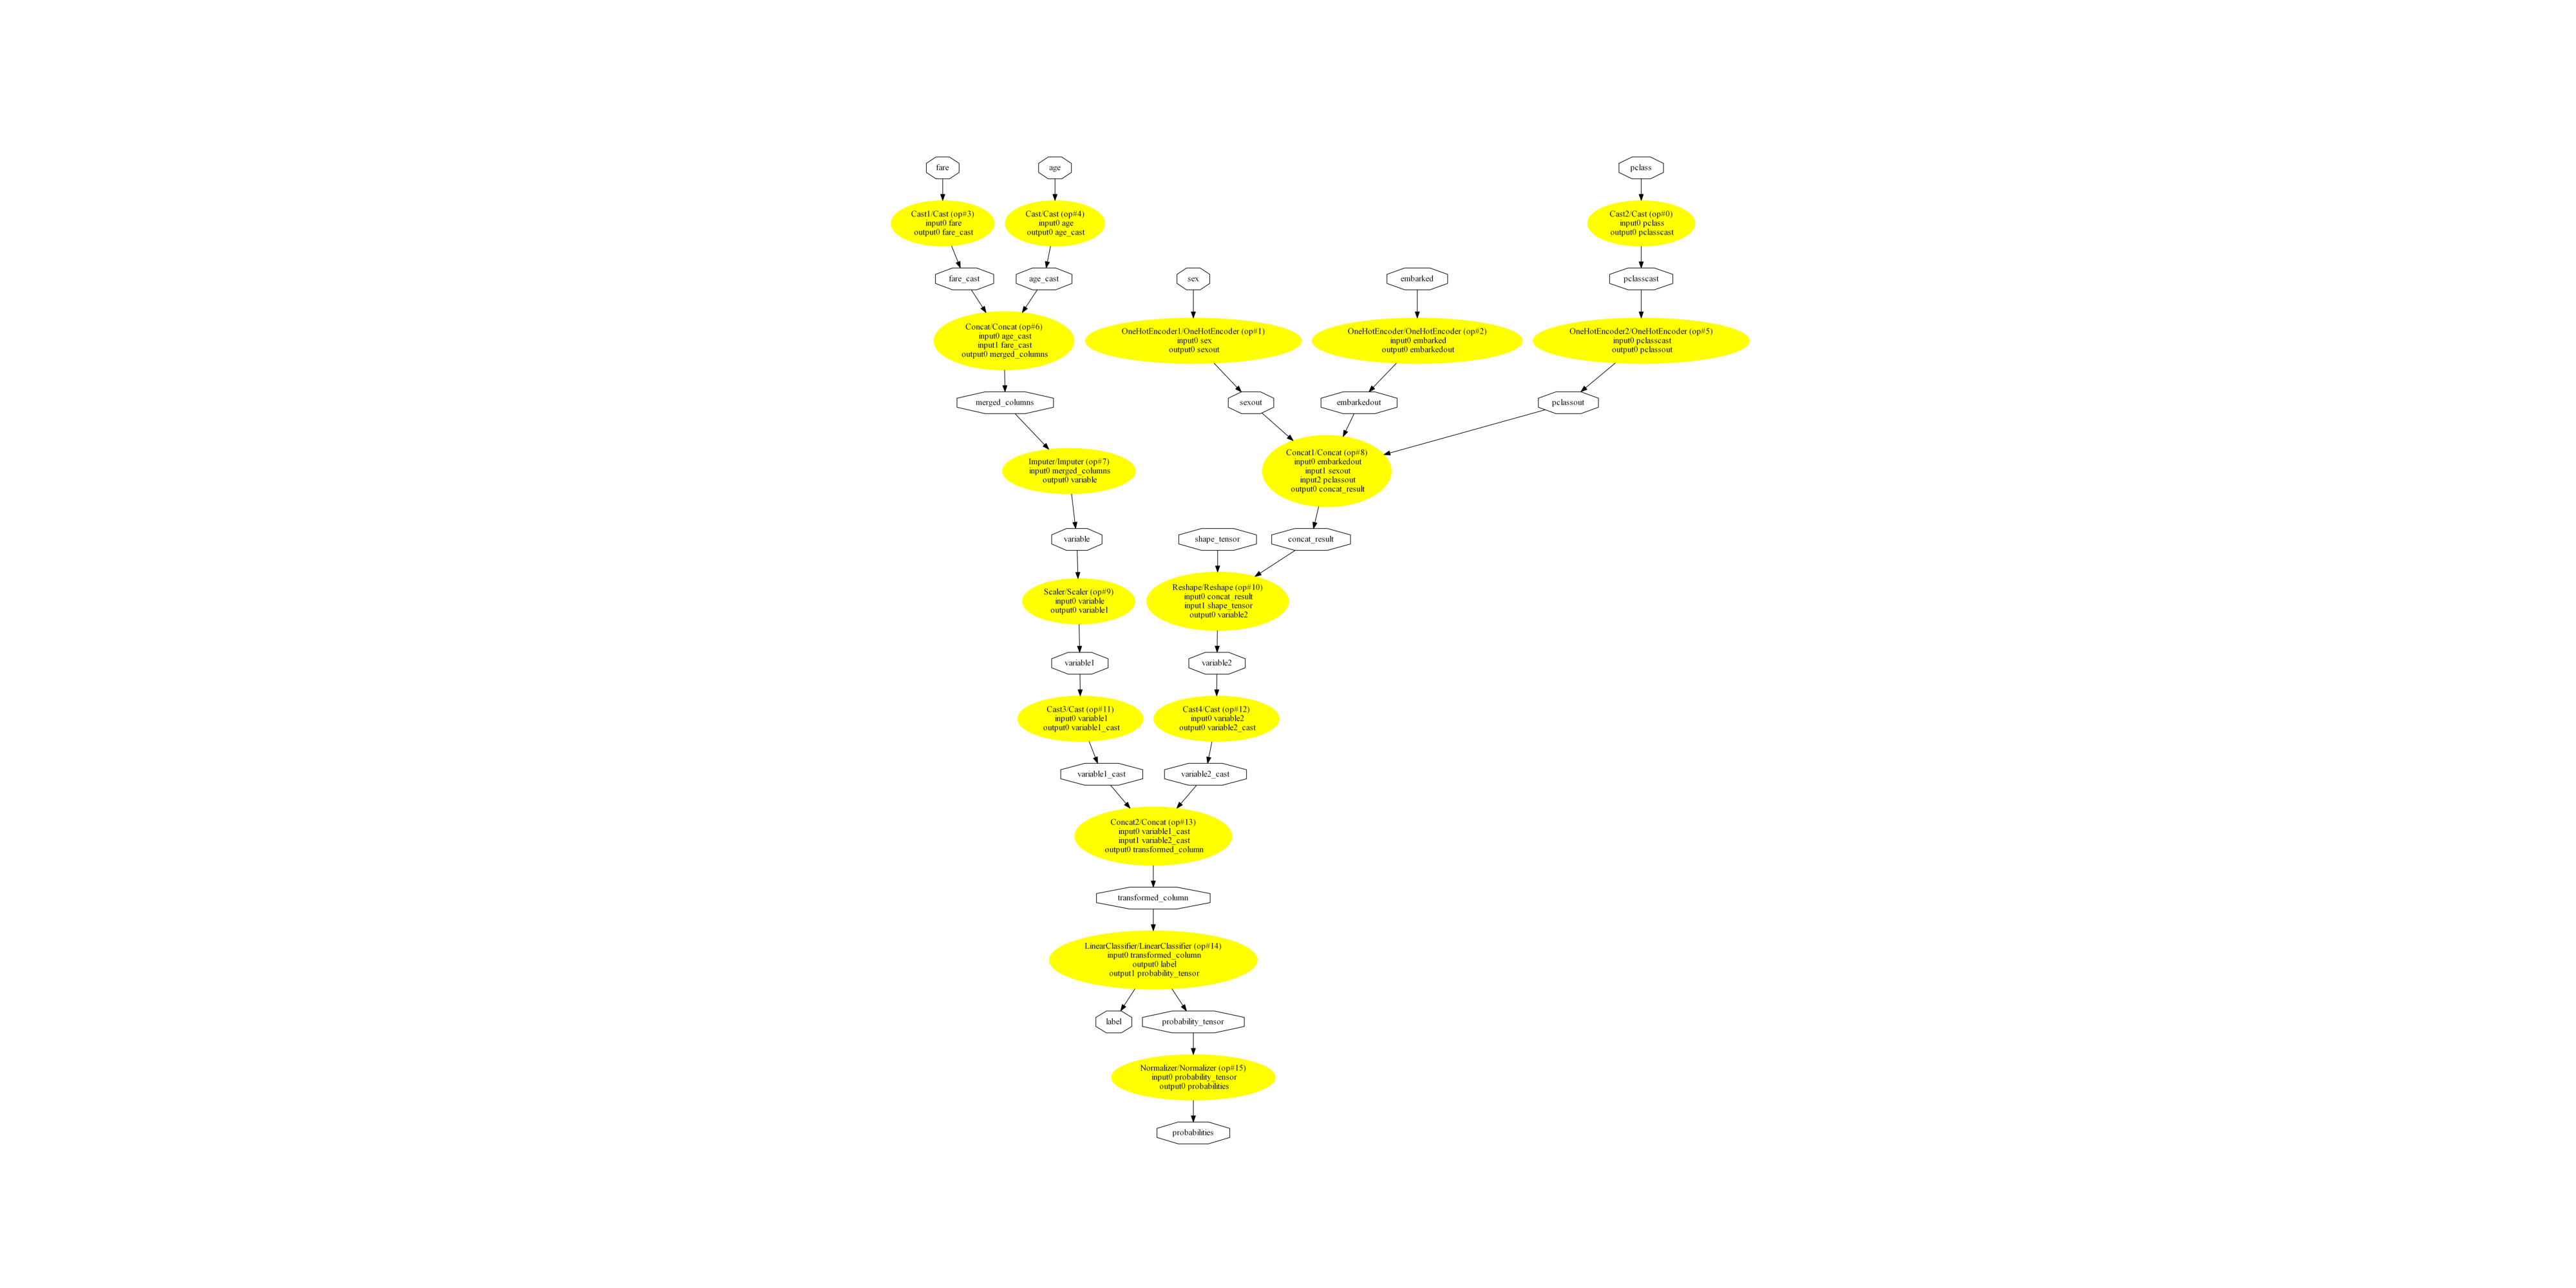 fare
age
pclass
Cast1/Cast (op#3)
input0 fare
output0 fare_cast
Cast/Cast (op#4)
input0 age
output0 age_cast
Cast2/Cast (op#0)
input0 pclass
output0 pclasscast
fare_cast
age_cast
sex
embarked
pclasscast
Concat/Concat (op#6)
input0 age_cast
input1 fare_cast
output0 merged_columns
OneHotEncoder1/OneHotEncoder (op#1)
input0 sex
output0 sexout
OneHotEncoder/OneHotEncoder (op#2)
input0 embarked
output0 embarkedout
OneHotEncoder2/OneHotEncoder (op#5)
input0 pclasscast
output0 pclassout
merged_columns
sexout
embarkedout
pclassout
Imputer/Imputer (op#7)
input0 merged_columns
output0 variable
Concat1/Concat (op#8)
input0 embarkedout
input1 sexout
input2 pclassout
output0 concat_result
variable
shape_tensor
concat_result
Scaler/Scaler (op#9)
input0 variable
output0 variable1
Reshape/Reshape (op#10)
input0 concat_result
input1 shape_tensor
output0 variable2
variable1
variable2
Cast3/Cast (op#11)
input0 variable1
output0 variable1_cast
Cast4/Cast (op#12)
input0 variable2
output0 variable2_cast
variable1_cast
variable2_cast
Concat2/Concat (op#13)
input0 variable1_cast
input1 variable2_cast
output0 transformed_column
transformed_column
LinearClassifier/LinearClassifier (op#14)
input0 transformed_column
output0 label
output1 probability_tensor
label
probability_tensor
Normalizer/Normalizer (op#15)
input0 probability_tensor
output0 probabilities
probabilities